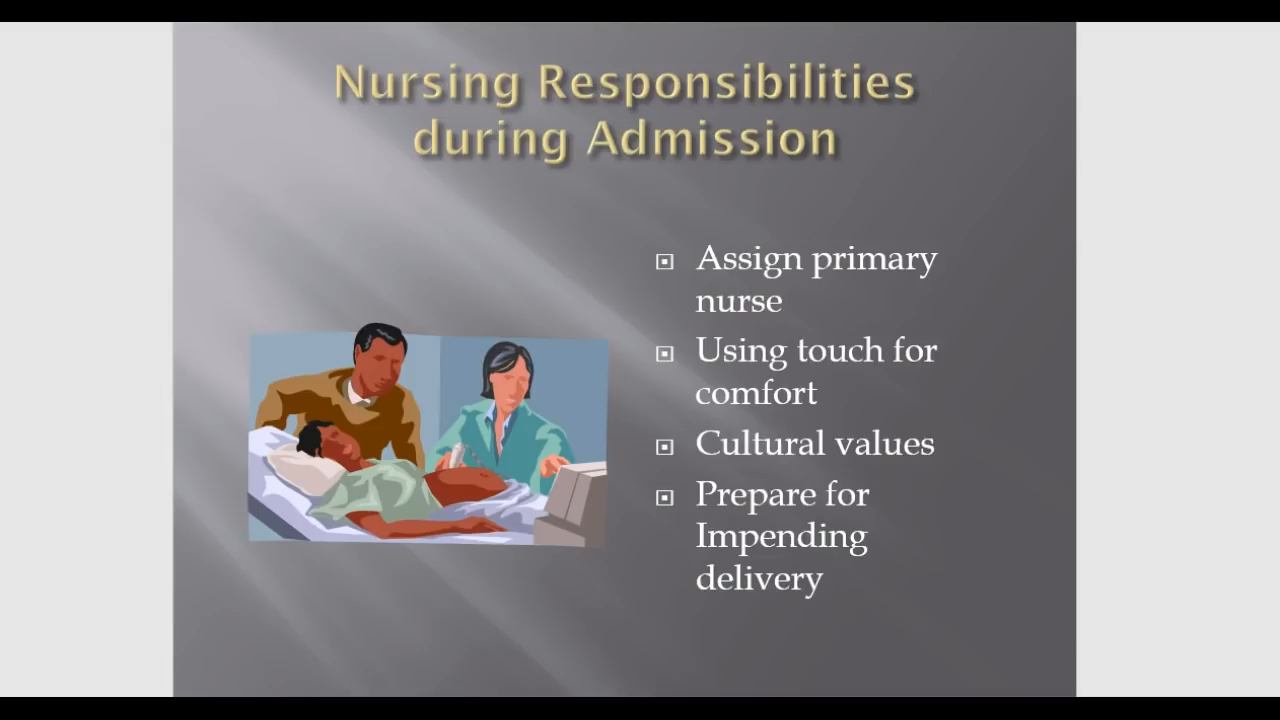 Nursing Responsibilities
during Admission
Assign primary
nurse
Using touch for
comfort
Cultural values
Prepare for
Impending
delivery